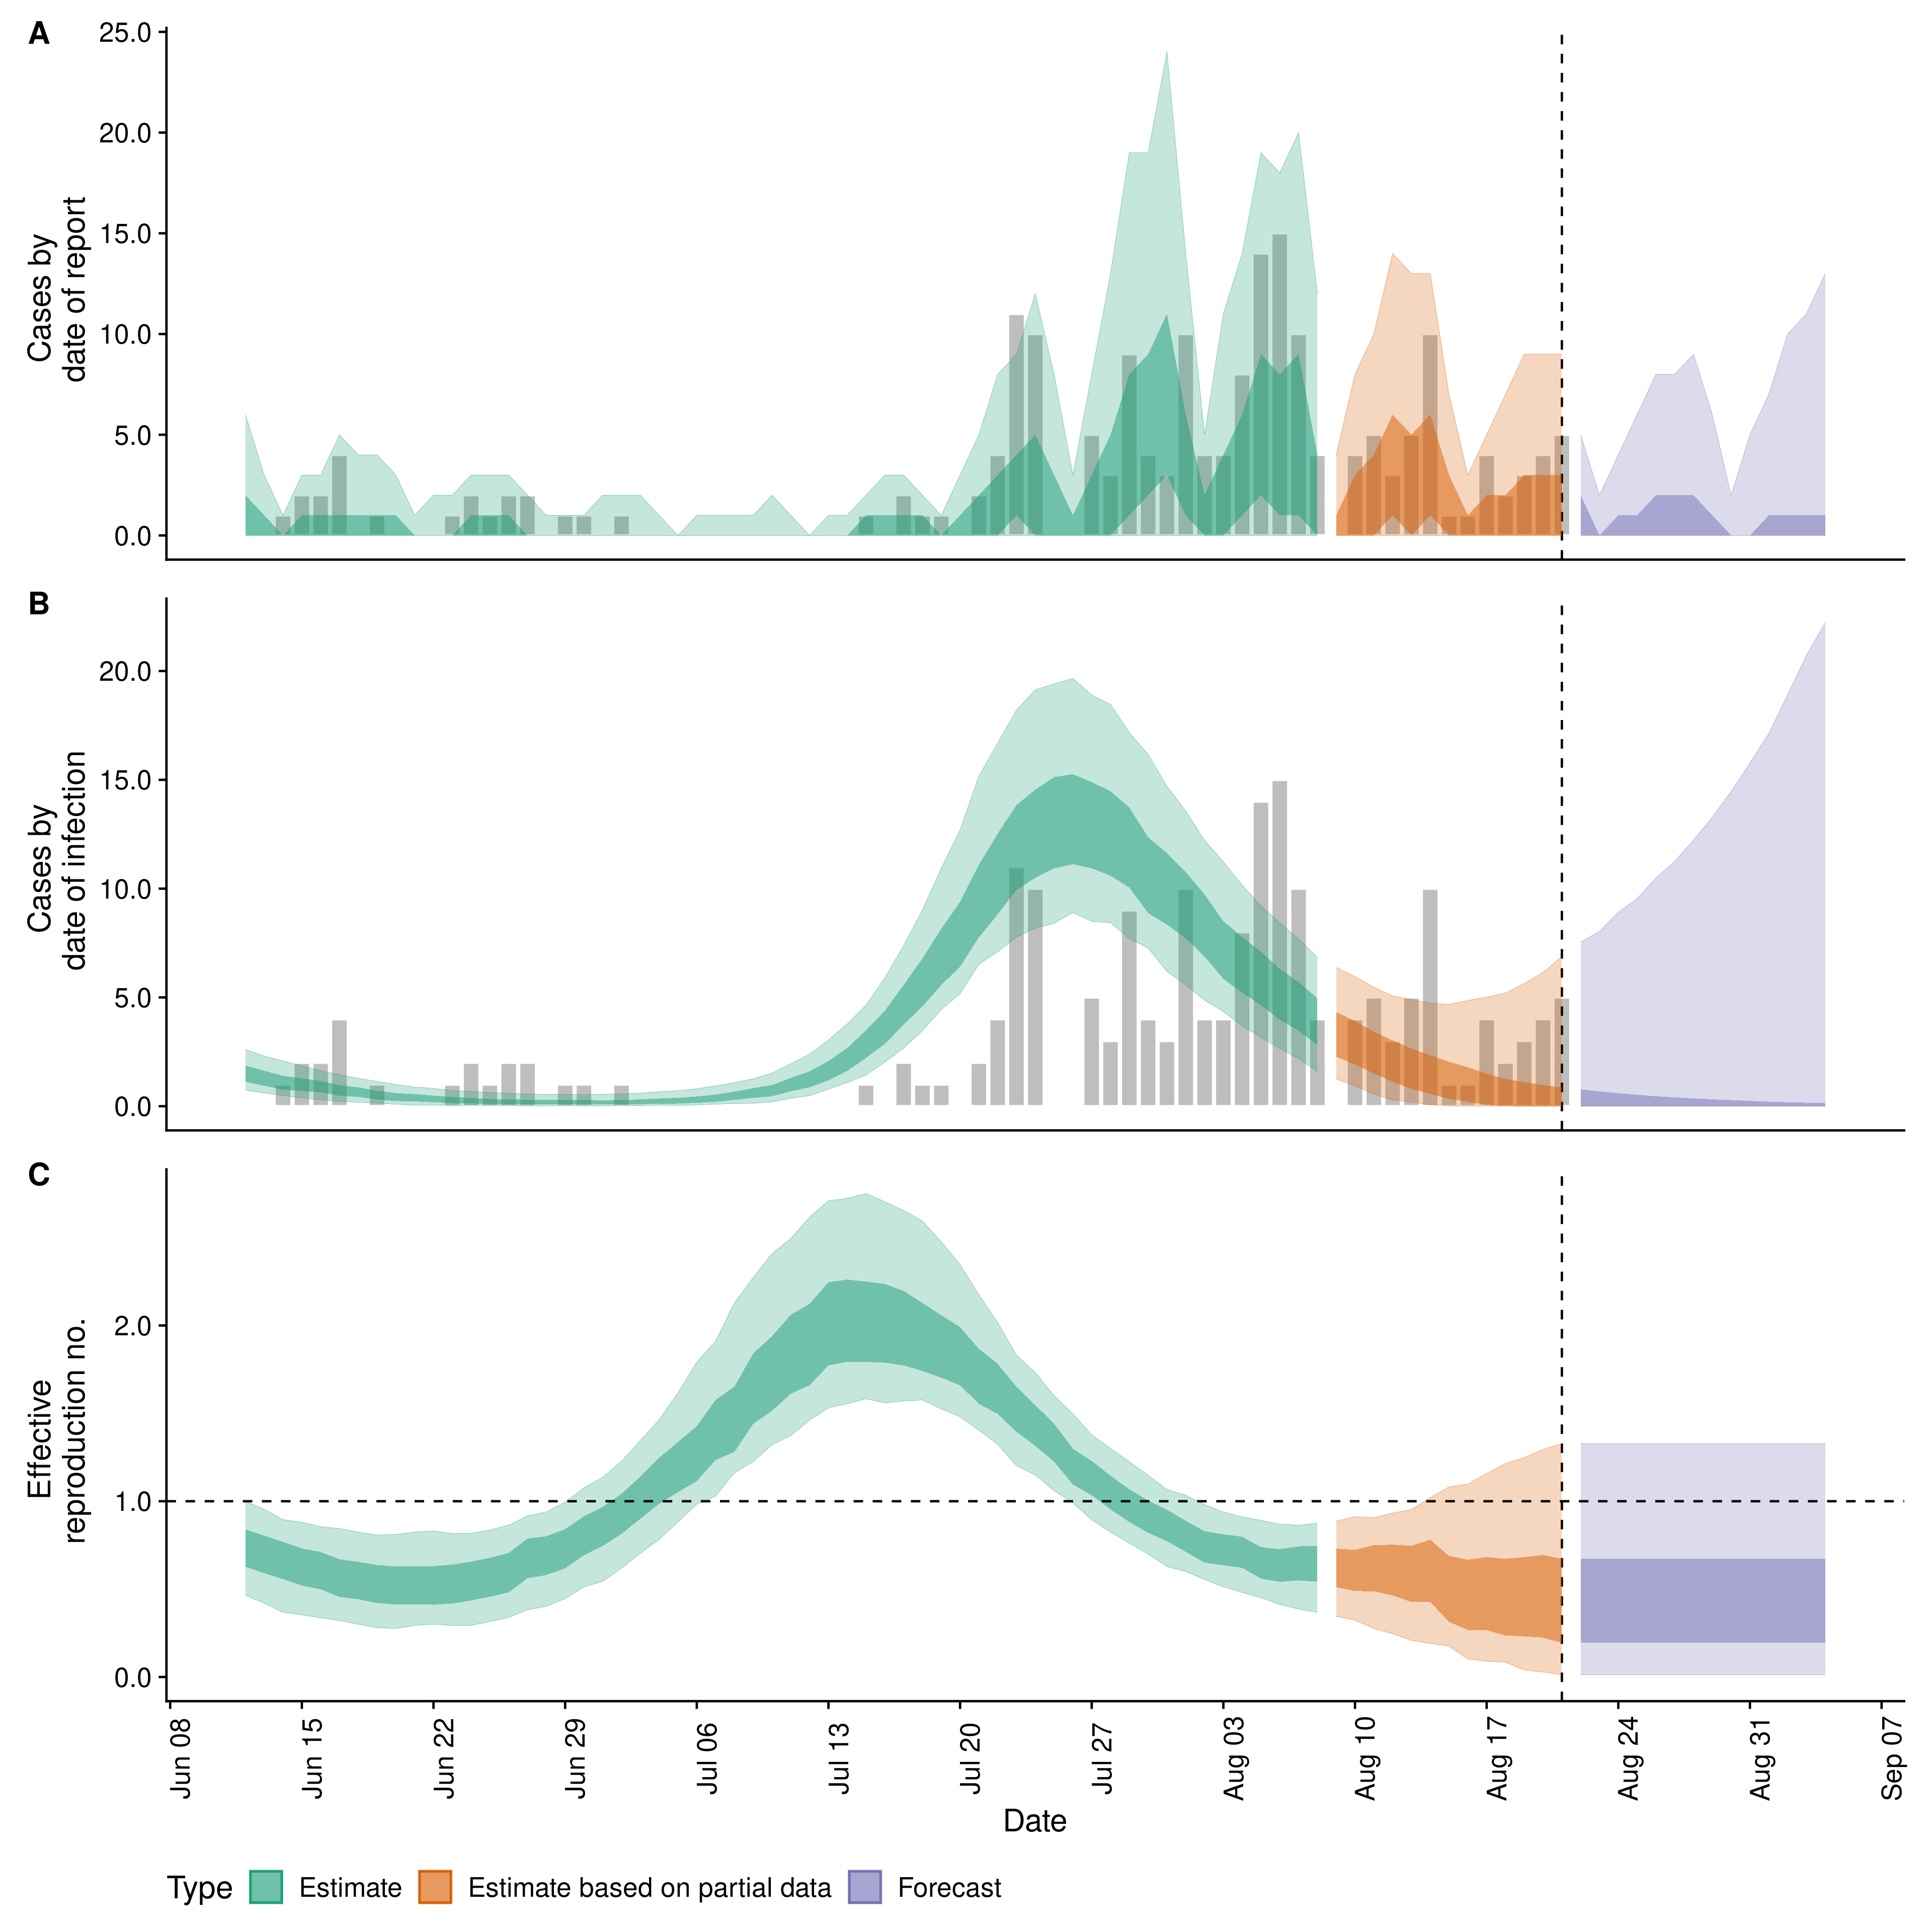 A
25.0
20.0
15.0
10.0
5.0
0.0
Cases by
date of report
B
20.0
15.0
10.0
5.0
0.0
Cases by
date of infection
C
2.0
1.0
0.0
Effective
reproduction no.
Jun 08
Jun 15
Jun 22
Jun 29
Jul 06
Jul 13
Jul 20
Jul 27
Aug 03
Aug 10
Aug 17
Aug 24
Aug 31
Sep 07
Date
Type Estimate Estimate based on partial data Forecast